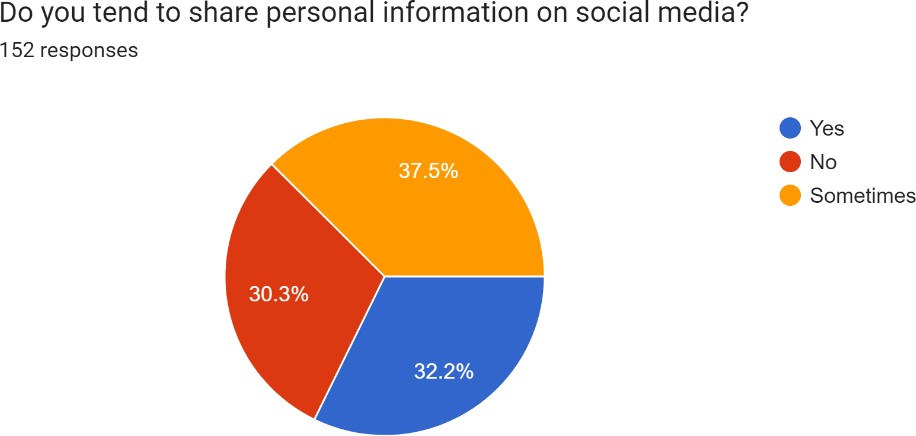 Do you tend to share personal information on social media?
152 responses
Yes
No
Sometimes
37.5%
30.3%
32.2%